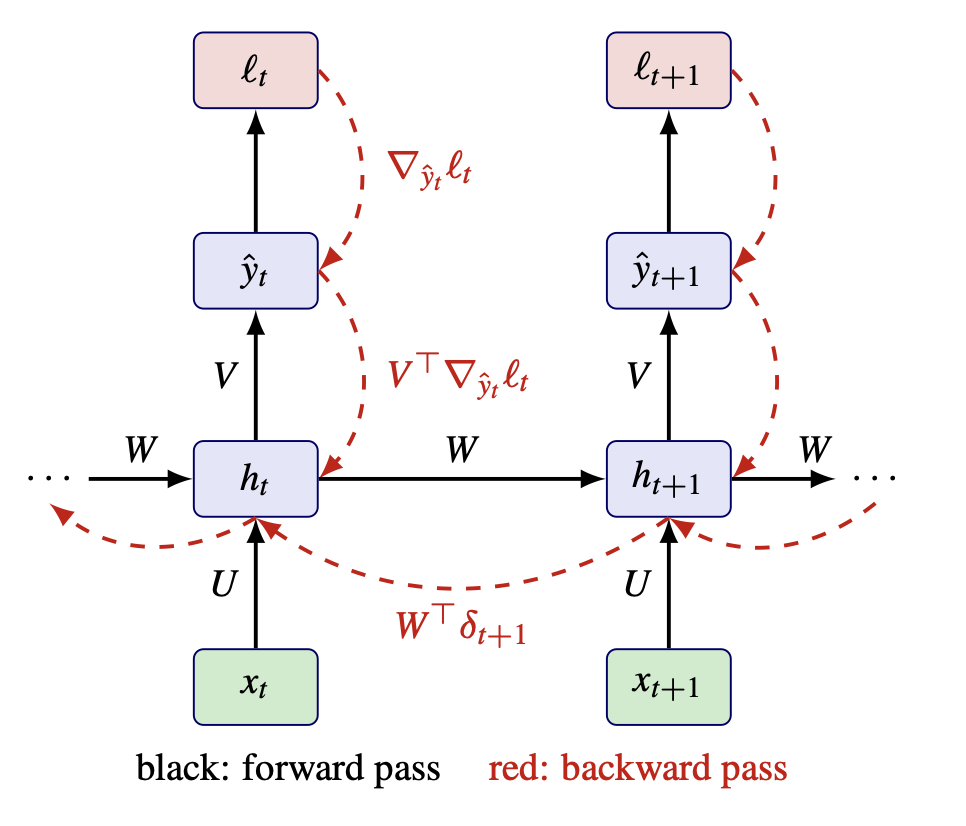 ℓ_t ℓ_{t+1}
∇_{ŷ_t} ℓ_t
ŷ_t ŷ_{t+1}
V V^⊤ ∇_{ŷ_t} ℓ_t V
W W W
⋯ h_t h_{t+1} ⋯
U U
W^⊤ δ_{t+1}
x_t x_{t+1}
black: forward pass red: backward pass